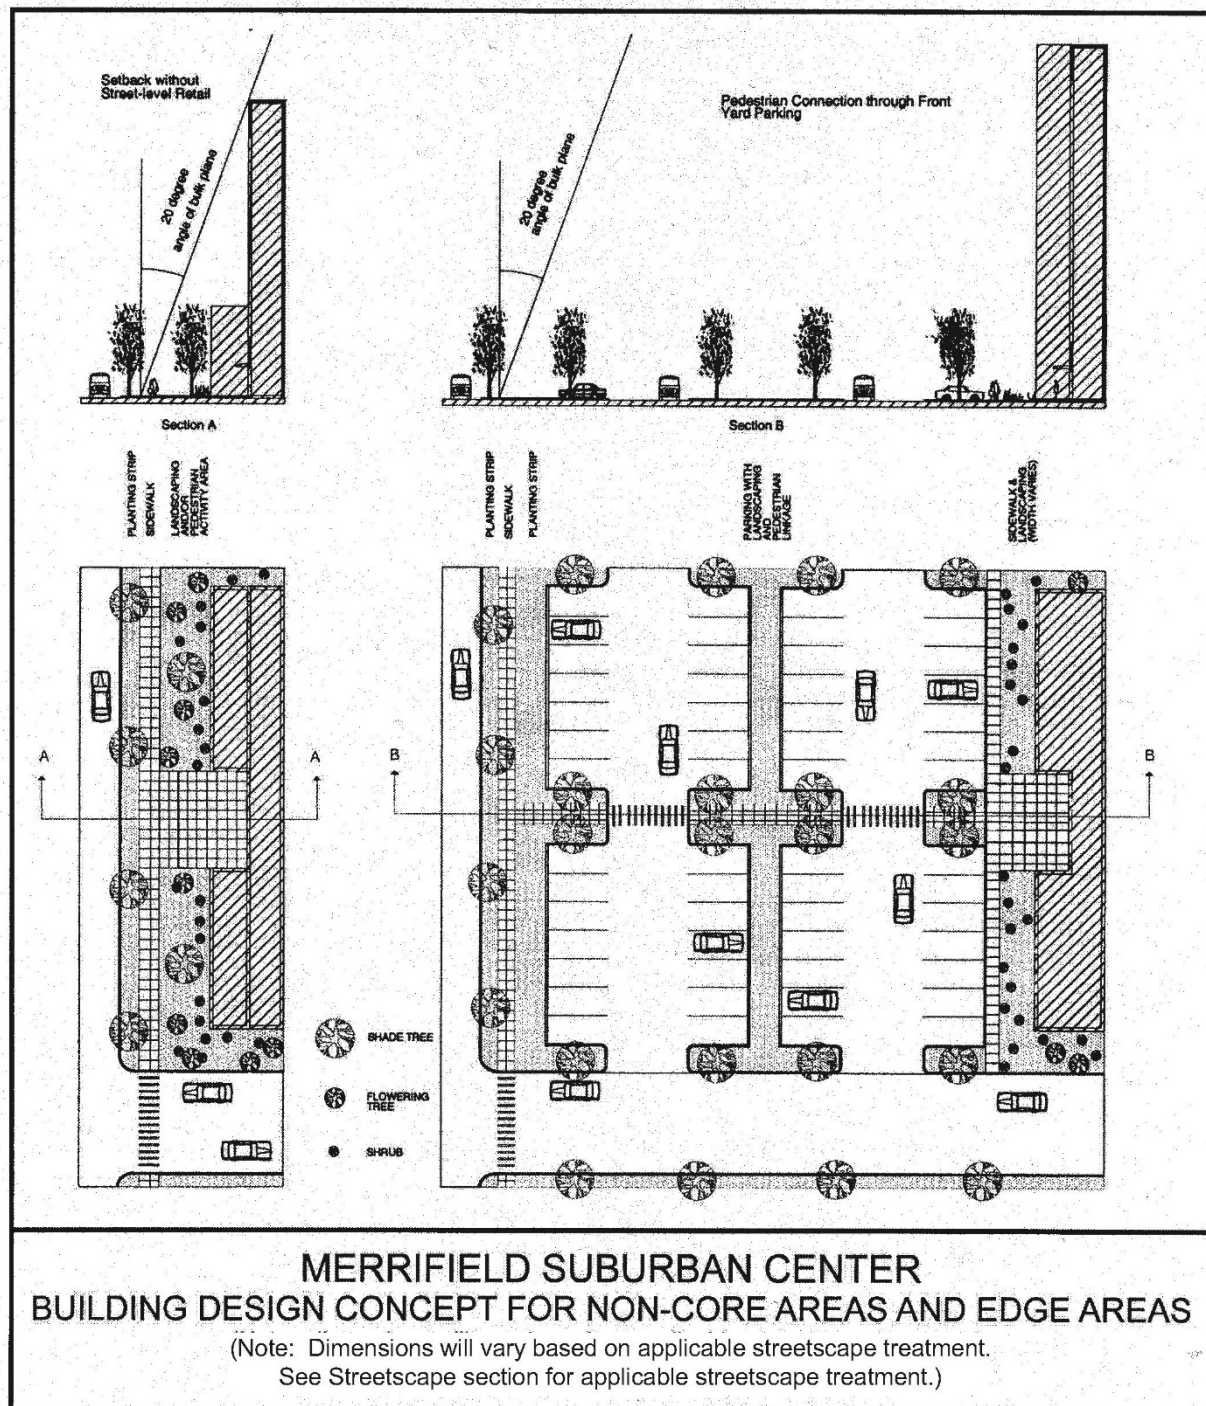 Setback without
Street-level Retail
20 degree
angle of bulk plane
Pedestrian Connection through Front
Yard Parking
20 degree
angle of bulk plane
Section A
Section B
PLANTING STRIP
SIDEWALK
LANDSCAPING
AND/OR
PEDESTRIAN
ACTIVITY AREA
PLANTING STRIP
SIDEWALK
PLANTING STRIP
PARKING WITH
LANDSCAPING
AND
PEDESTRIAN
LINKAGE
SIDEWALK &
LANDSCAPING
(WIDTH VARIES)
A
A
B
B
SHADE TREE
FLOWERING
TREE
SHRUB
MERRIFIELD SUBURBAN CENTER
BUILDING DESIGN CONCEPT FOR NON-CORE AREAS AND EDGE AREAS
(Note: Dimensions will vary based on applicable streetscape treatment.
See Streetscape section for applicable streetscape treatment.)